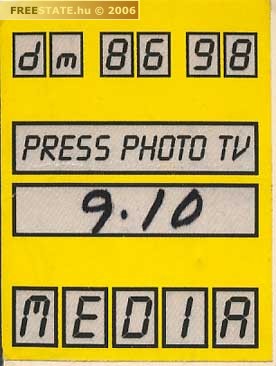 FREESTATE.hu © 2006
dm 86 98
PRESS PHOTO TV
9.10
MEDIA